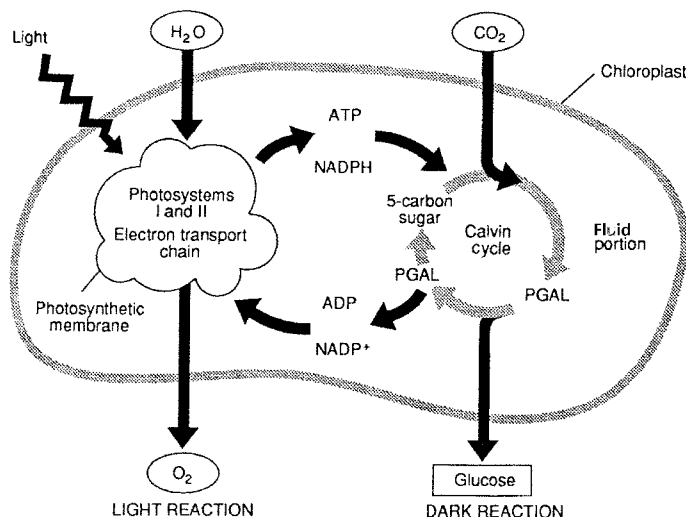 Light
H₂O
CO₂
Chloroplast
ATP
NADPH
Photosystems
I and II
Electron transport
chain
5-carbon
sugar
Calvin
cycle
Fluid
portion
PGAL
PGAL
Photosynthetic
membrane
ADP
NADP⁺
O₂
Glucose
LIGHT REACTION
DARK REACTION